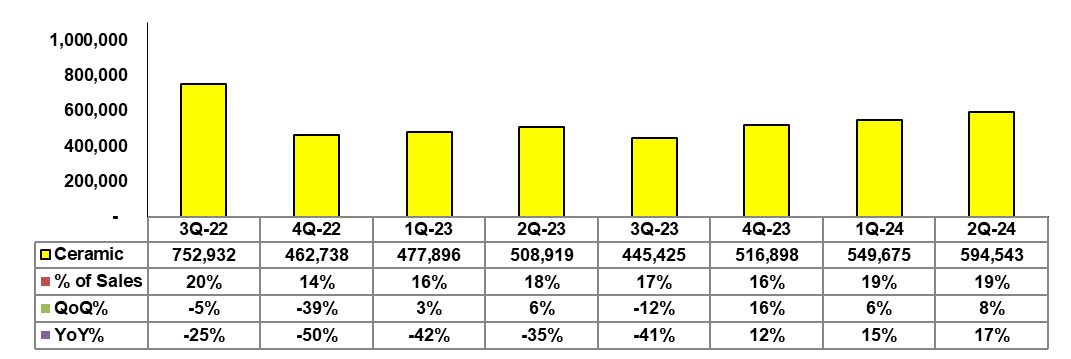 1,000,000
800,000
600,000
400,000
200,000
-
3Q-22 4Q-22 1Q-23 2Q-23 3Q-23 4Q-23 1Q-24 2Q-24
Ceramic 752,932 462,738 477,896 508,919 445,425 516,898 549,675 594,543
% of Sales 20% 14% 16% 18% 17% 16% 19% 19%
QoQ% -5% -39% 3% 6% -12% 16% 6% 8%
YoY% -25% -50% -42% -35% -41% 12% 15% 17%